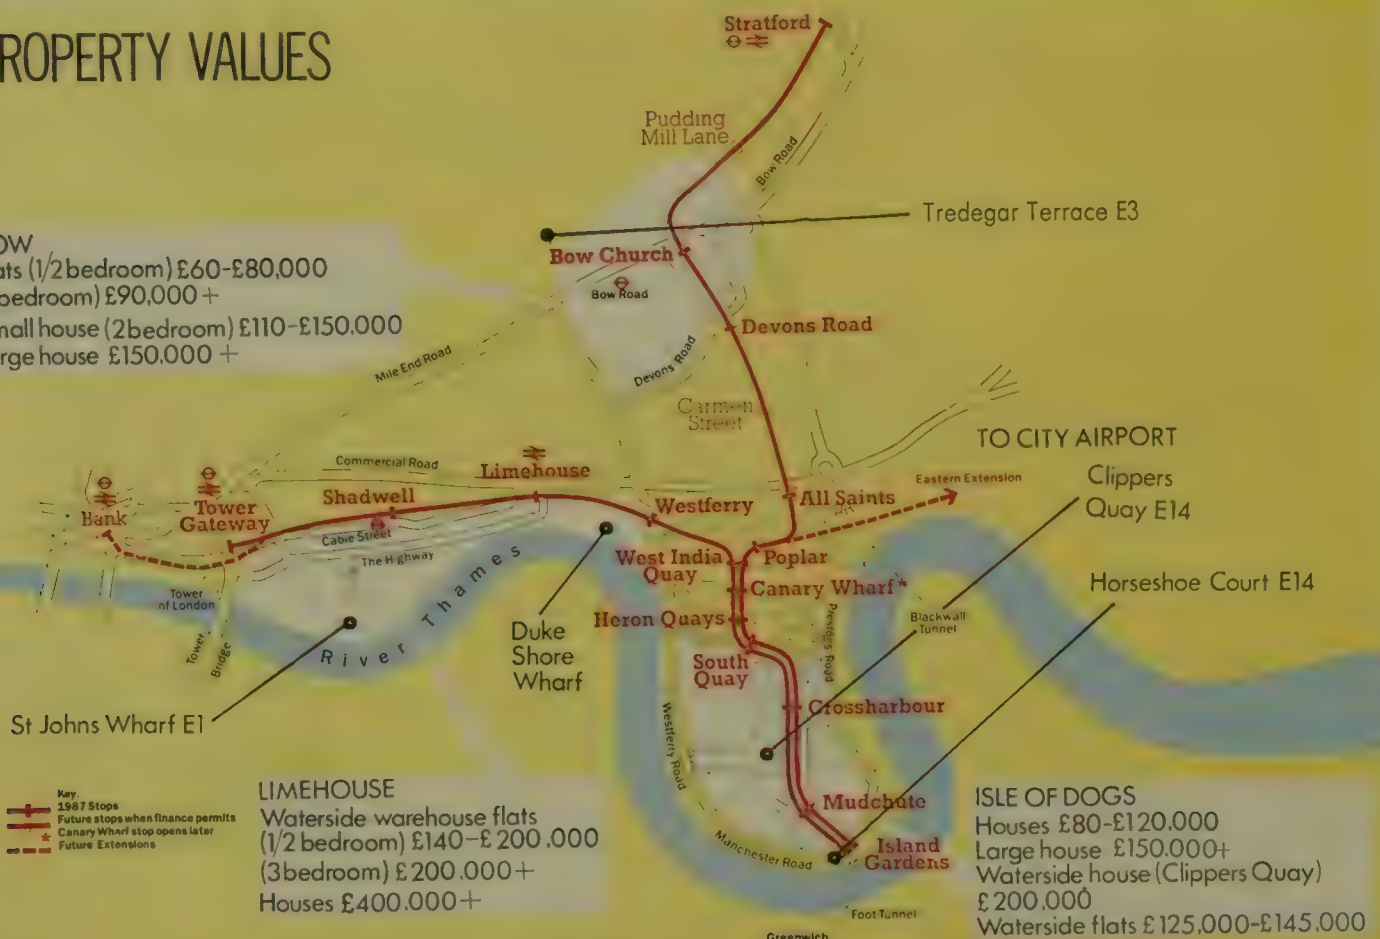 ROPERTY VALUES
Stratford
Pudding
Mill Lane
Bow Road
Tredegar Terrace E3
OW
ats (1/2bedroom) £60-£80,000
bedroom) £90,000+
mall house (2bedroom) £110-£150.000
rge house £150.000 +
Bow Church
Bow Road
Devons Road
Devons Road
Mile End Road
Carmen
Street
TO CITY AIRPORT
Clippers
Quay E14
Commercial Road
Limehouse
Eastern Extension
Bank
Tower
Gateway
Shadwell
Westferry
All Saints
Cable Street
The Highway
West India
Quay
Poplar
Canary Wharf*
Horseshoe Court E14
Tower
of London
Tower
Bridge
River Thames
Duke
Shore
Wharf
Heron Quays
Prestons Road
Blackwall
Tunnel
South
Quay
St Johns Wharf E1
Westferry Road
Crossharbour
Key.
1987 Stops
Future stops when finance permits
* Canary Wharf stop opens later
Future Extensions
LIMEHOUSE
Waterside warehouse flats
(1/2 bedroom) £140-£200.000
(3bedroom) £200.000+
Houses £400.000+
Mudchute
Manchester Road
Island
Gardens
Foot Tunnel
Greenwich
ISLE OF DOGS
Houses £80-£120.000
Large house £150.000+
Waterside house (Clippers Quay)
£200.000
Waterside flats £125,000-£145.000